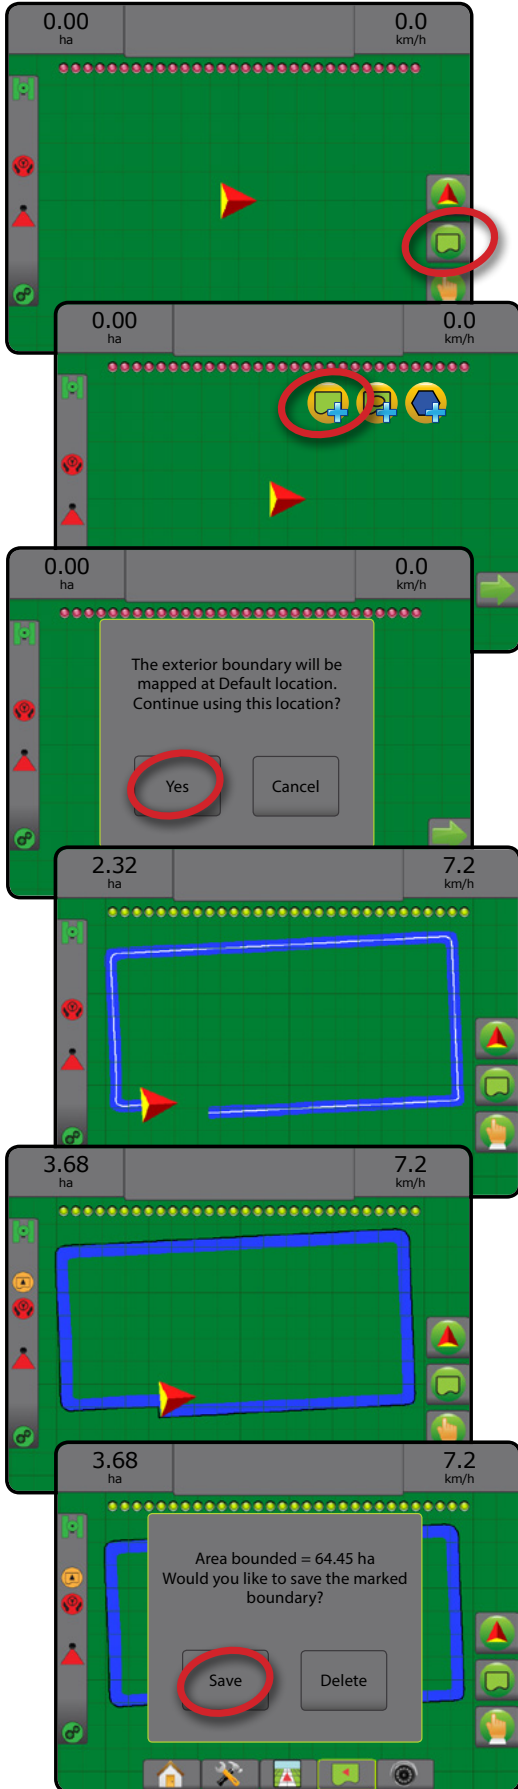 0.00
ha
0.0
km/h
0.00
ha
0.0
km/h
0.00
ha
0.0
km/h
The exterior boundary will be
mapped at Default location.
Continue using this location?
Yes
Cancel
2.32
ha
7.2
km/h
3.68
ha
7.2
km/h
3.68
ha
7.2
km/h
Area bounded = 64.45 ha
Would you like to save the marked
boundary?
Save
Delete